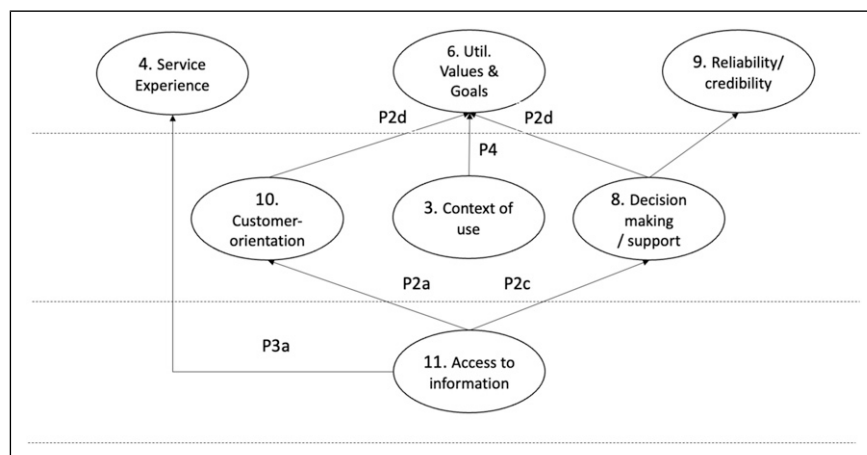 4. Service
Experience
6. Util.
Values &
Goals
9. Reliability/
credibility
P2d
P2d
P4
10.
Customer-
orientation
3. Context of
use
8. Decision
making
/ support
P2a
P2c
P3a
11. Access to
information